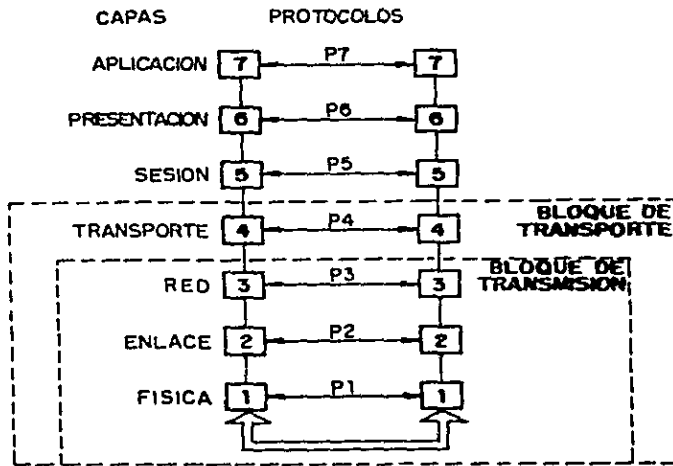 CAPAS PROTOCOLOS
APLICACION 7 P7 7
PRESENTACION 6 P6 6
SESION 5 P5 5
BLOQUE DE
TRANSPORTE
TRANSPORTE 4 P4 4
BLOQUE DE
TRANSMISION
RED 3 P3 3
ENLACE 2 P2 2
FISICA 1 P1 1